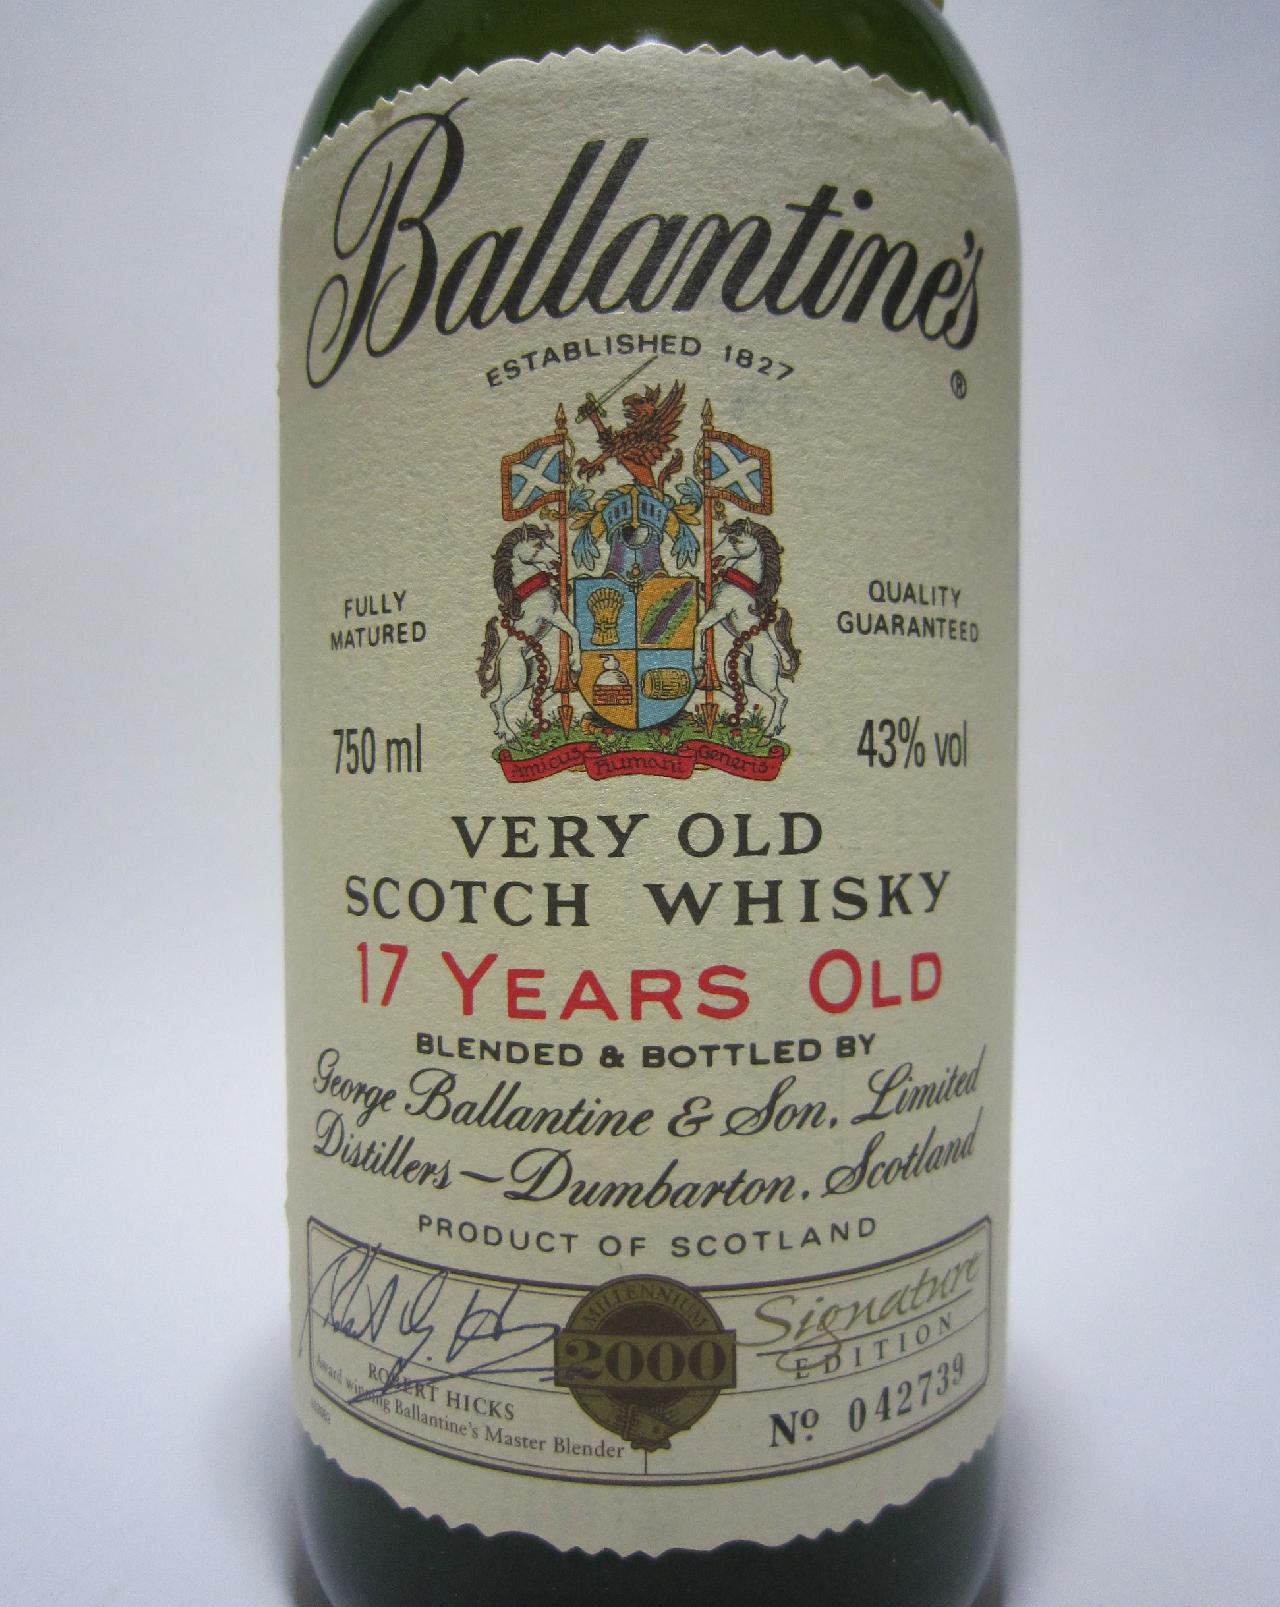 Ballantine's
ESTABLISHED 1827
®
FULLY MATURED
QUALITY GUARANTEED
750 ml
43% vol
Amicus Humani Generis
VERY OLD
SCOTCH WHISKY
17 YEARS OLD
BLENDED & BOTTLED BY
George Ballantine & Son, Limited
Distillers — Dumbarton, Scotland
PRODUCT OF SCOTLAND
ROBERT HICKS
Award winning Ballantine's Master Blender
MILLENNIUM
2000
Signature
EDITION
Nº 042739